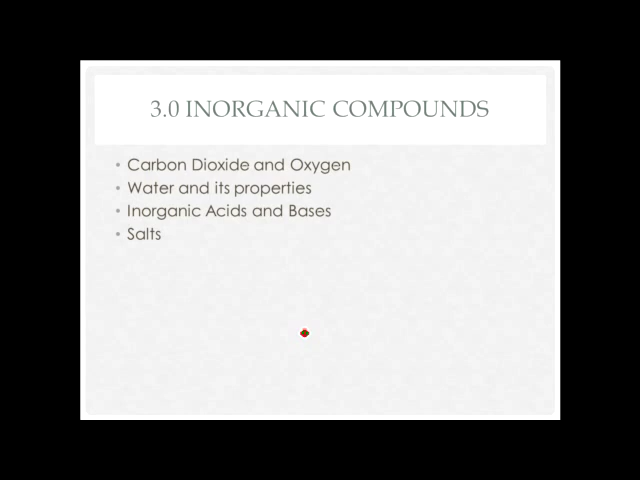 3.0 INORGANIC COMPOUNDS
• Carbon Dioxide and Oxygen
• Water and its properties
• Inorganic Acids and Bases
• Salts